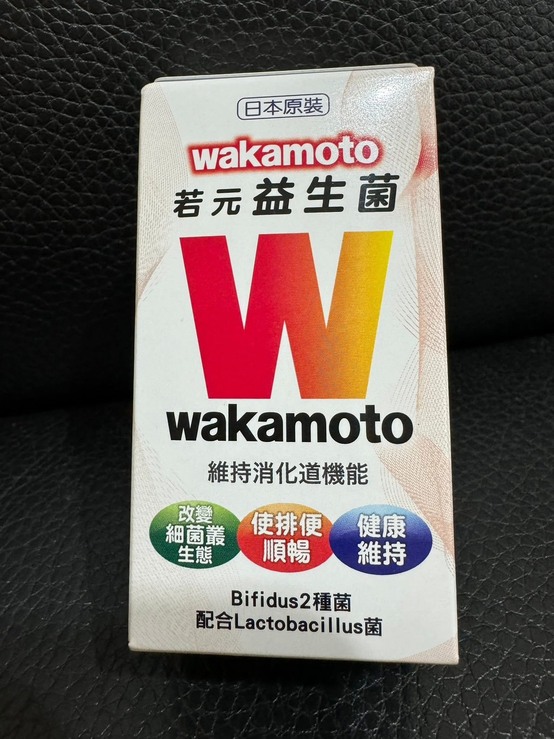 日本原裝
wakamoto
若元益生菌
W
wakamoto
維持消化道機能
改變
細菌叢
生態
使排便
順暢
健康
維持
Bifidus2種菌
配合Lactobacillus菌